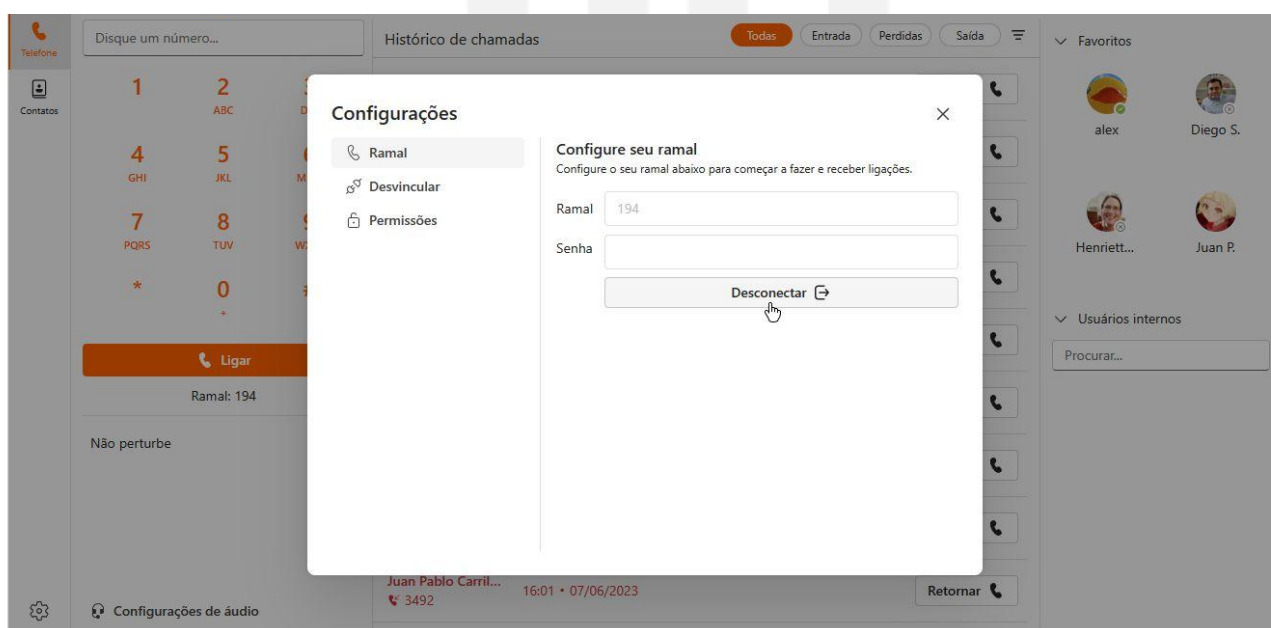 Telefone
Contatos
Disque um número...
1
2
ABC
4
GHI
5
JKL
7
PQRS
8
TUV
*
0
+
Ligar
Ramal: 194
Não perturbe
Configurações de áudio
Histórico de chamadas
Todas
Entrada
Perdidas
Saída
Configurações
Ramal
Desvincular
Permissões
Configure seu ramal
Configure o seu ramal abaixo para começar a fazer e receber ligações.
Ramal
194
Senha
Desconectar
Juan Pablo Carril...
3492
16:01 • 07/06/2023
Retornar
Favoritos
alex
Diego S.
Henriett...
Juan P.
Usuários internos
Procurar...